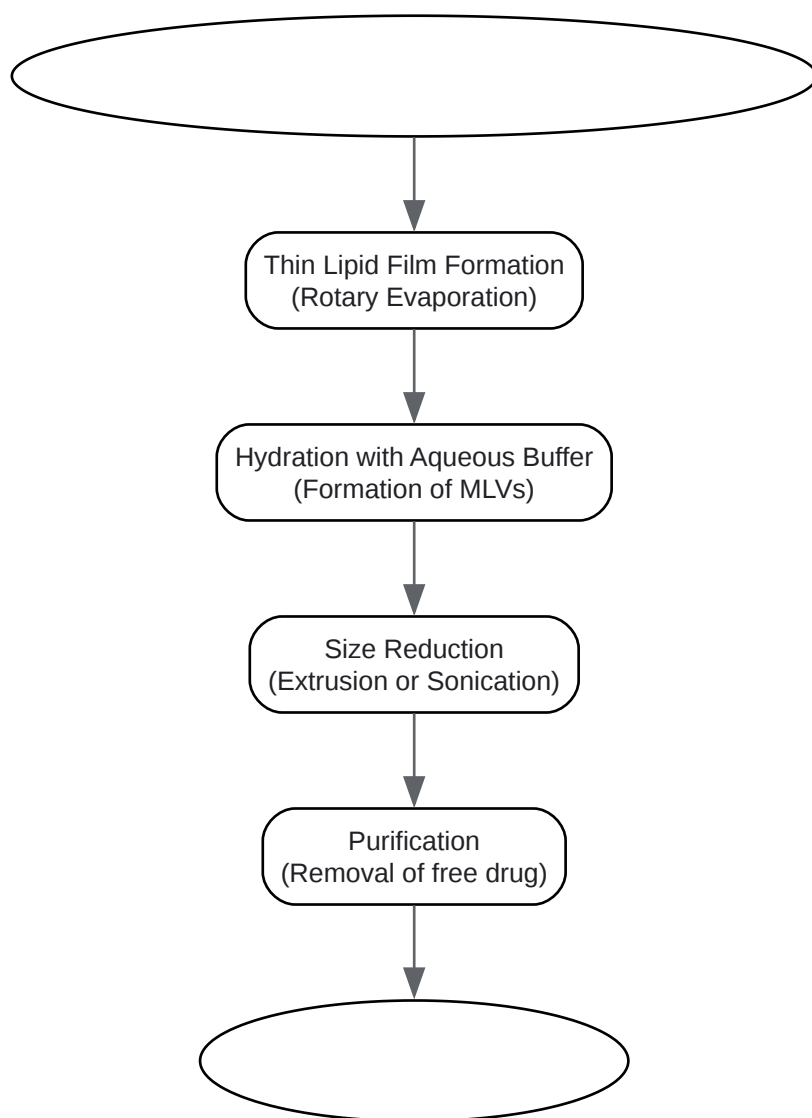 Thin Lipid Film Formation
(Rotary Evaporation)
Hydration with Aqueous Buffer
(Formation of MLVs)
Size Reduction
(Extrusion or Sonication)
Purification
(Removal of free drug)